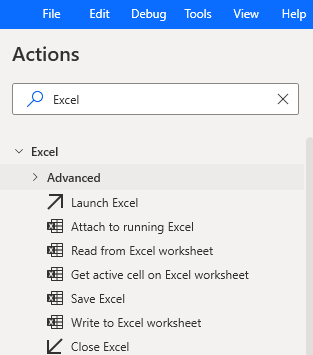 File Edit Debug Tools View Help
Actions
Excel
Excel
Advanced
Launch Excel
Attach to running Excel
Read from Excel worksheet
Get active cell on Excel worksheet
Save Excel
Write to Excel worksheet
Close Excel